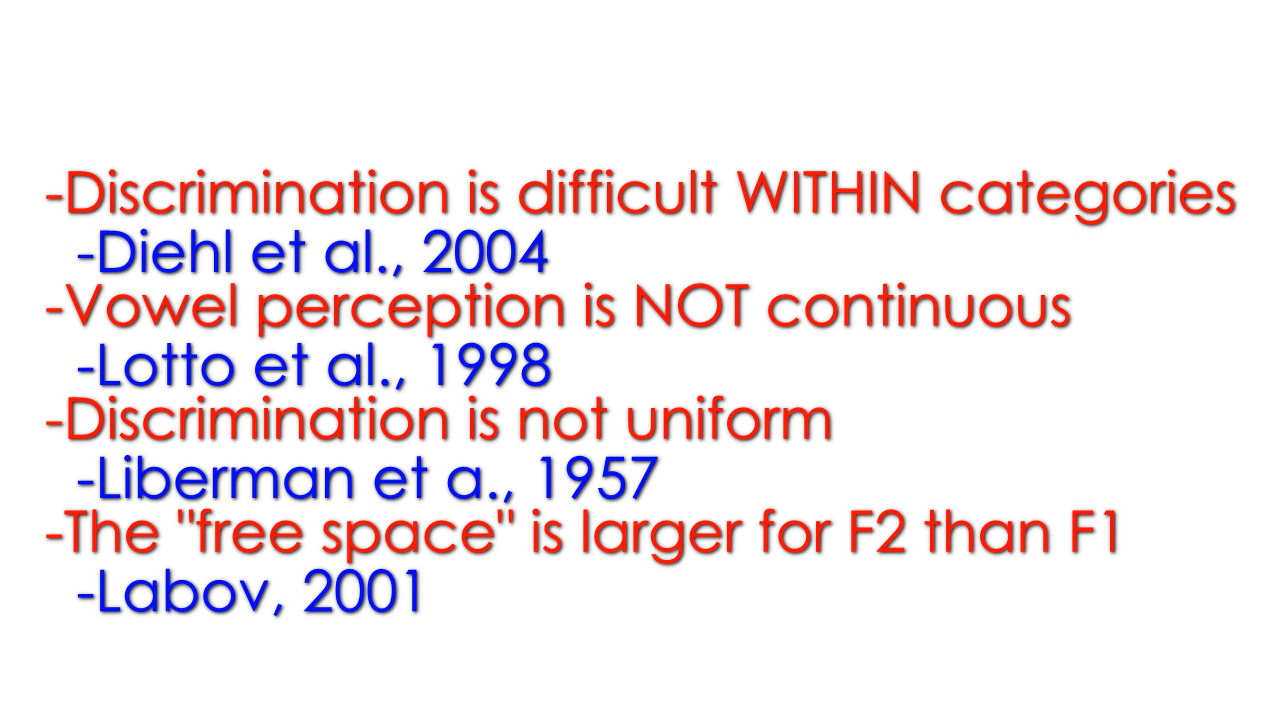 -Discrimination is difficult WITHIN categories
-Diehl et al., 2004
-Vowel perception is NOT continuous
-Lotto et al., 1998
-Discrimination is not uniform
-Liberman et a., 1957
-The "free space" is larger for F2 than F1
-Labov, 2001